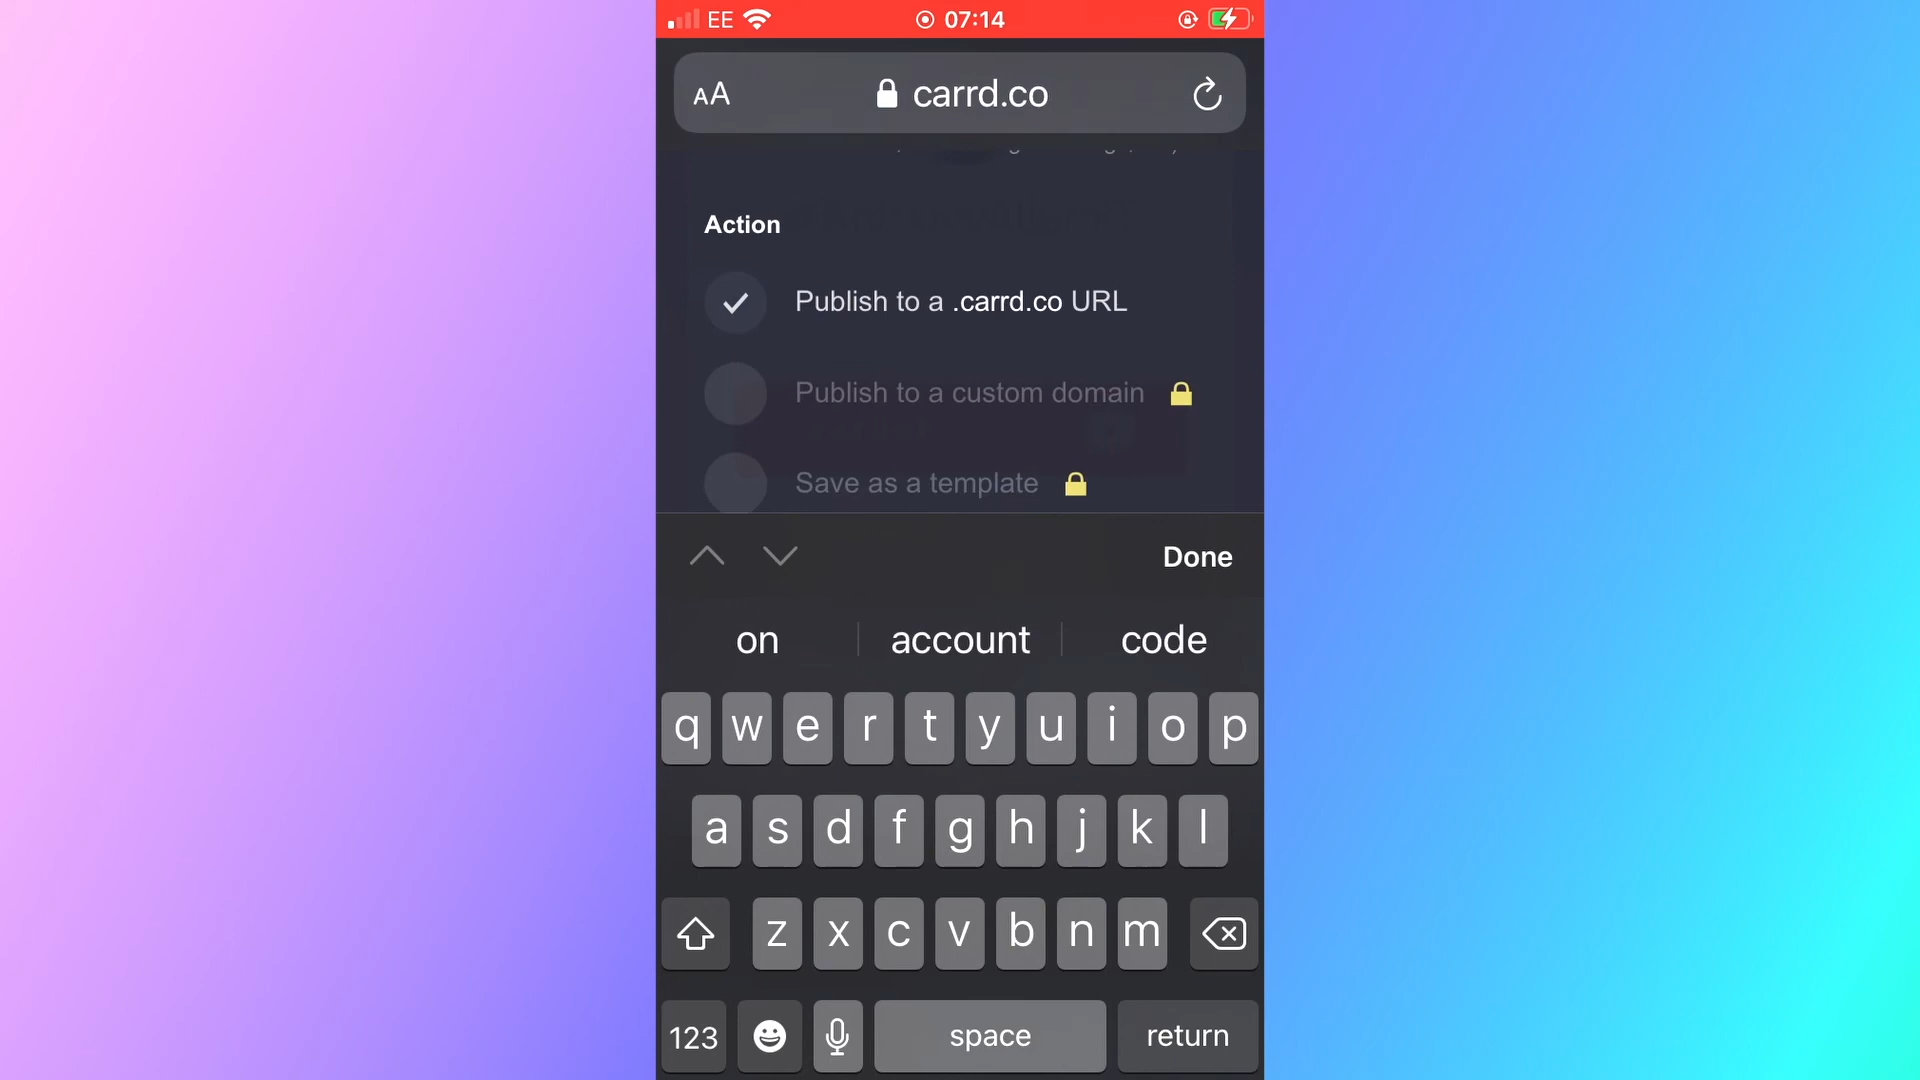 EE 07:14
AA carrd.co
Action
Publish to a .carrd.co URL
Publish to a custom domain
Save as a template
Done
on account code
q w e r t y u i o p
a s d f g h j k l
z x c v b n m
123 space return